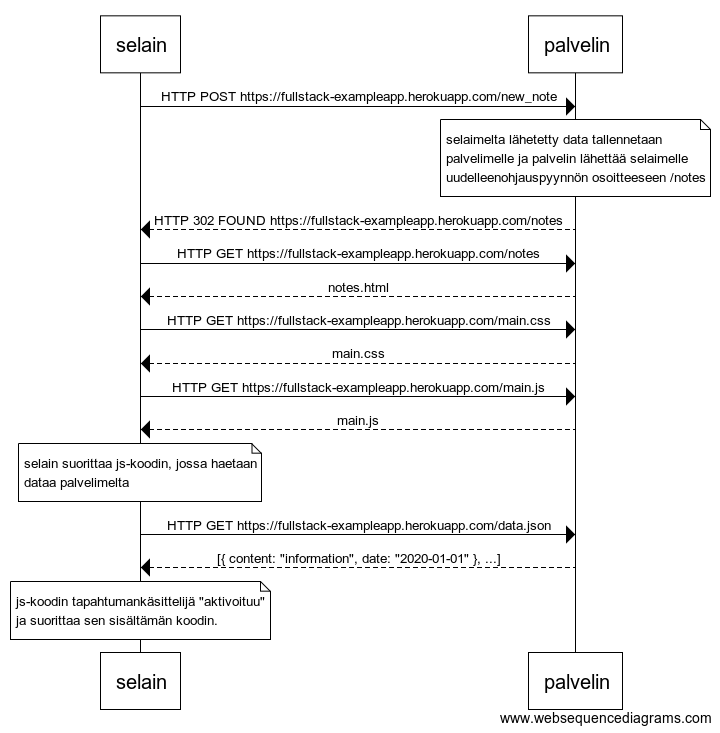 selain palvelin
HTTP POST https://fullstack-exampleapp.herokuapp.com/new_note
selaimelta lähetetty data tallennetaan
palvelimelle ja palvelin lähettää selaimelle
uudelleenohjauspyynnön osoitteeseen /notes
HTTP 302 FOUND https://fullstack-exampleapp.herokuapp.com/notes
HTTP GET https://fullstack-exampleapp.herokuapp.com/notes
notes.html
HTTP GET https://fullstack-exampleapp.herokuapp.com/main.css
main.css
HTTP GET https://fullstack-exampleapp.herokuapp.com/main.js
main.js
selain suorittaa js-koodin, jossa haetaan
dataa palvelimelta
HTTP GET https://fullstack-exampleapp.herokuapp.com/data.json
[{ content: "information", date: "2020-01-01" }, ...]
js-koodin tapahtumankäsittelijä "aktivoituu"
ja suorittaa sen sisältämän koodin.
selain palvelin
www.websequencediagrams.com